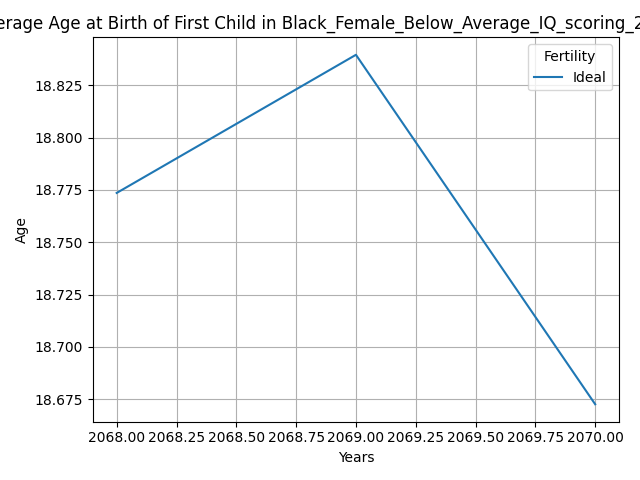 erage Age at Birth of First Child in Black_Female_Below_Average_IQ_scoring_2
Fertility
Ideal
18.825
18.800
18.775
18.750
18.725
18.700
18.675
Age
2068.00 2068.25 2068.50 2068.75 2069.00 2069.25 2069.50 2069.75 2070.00
Years